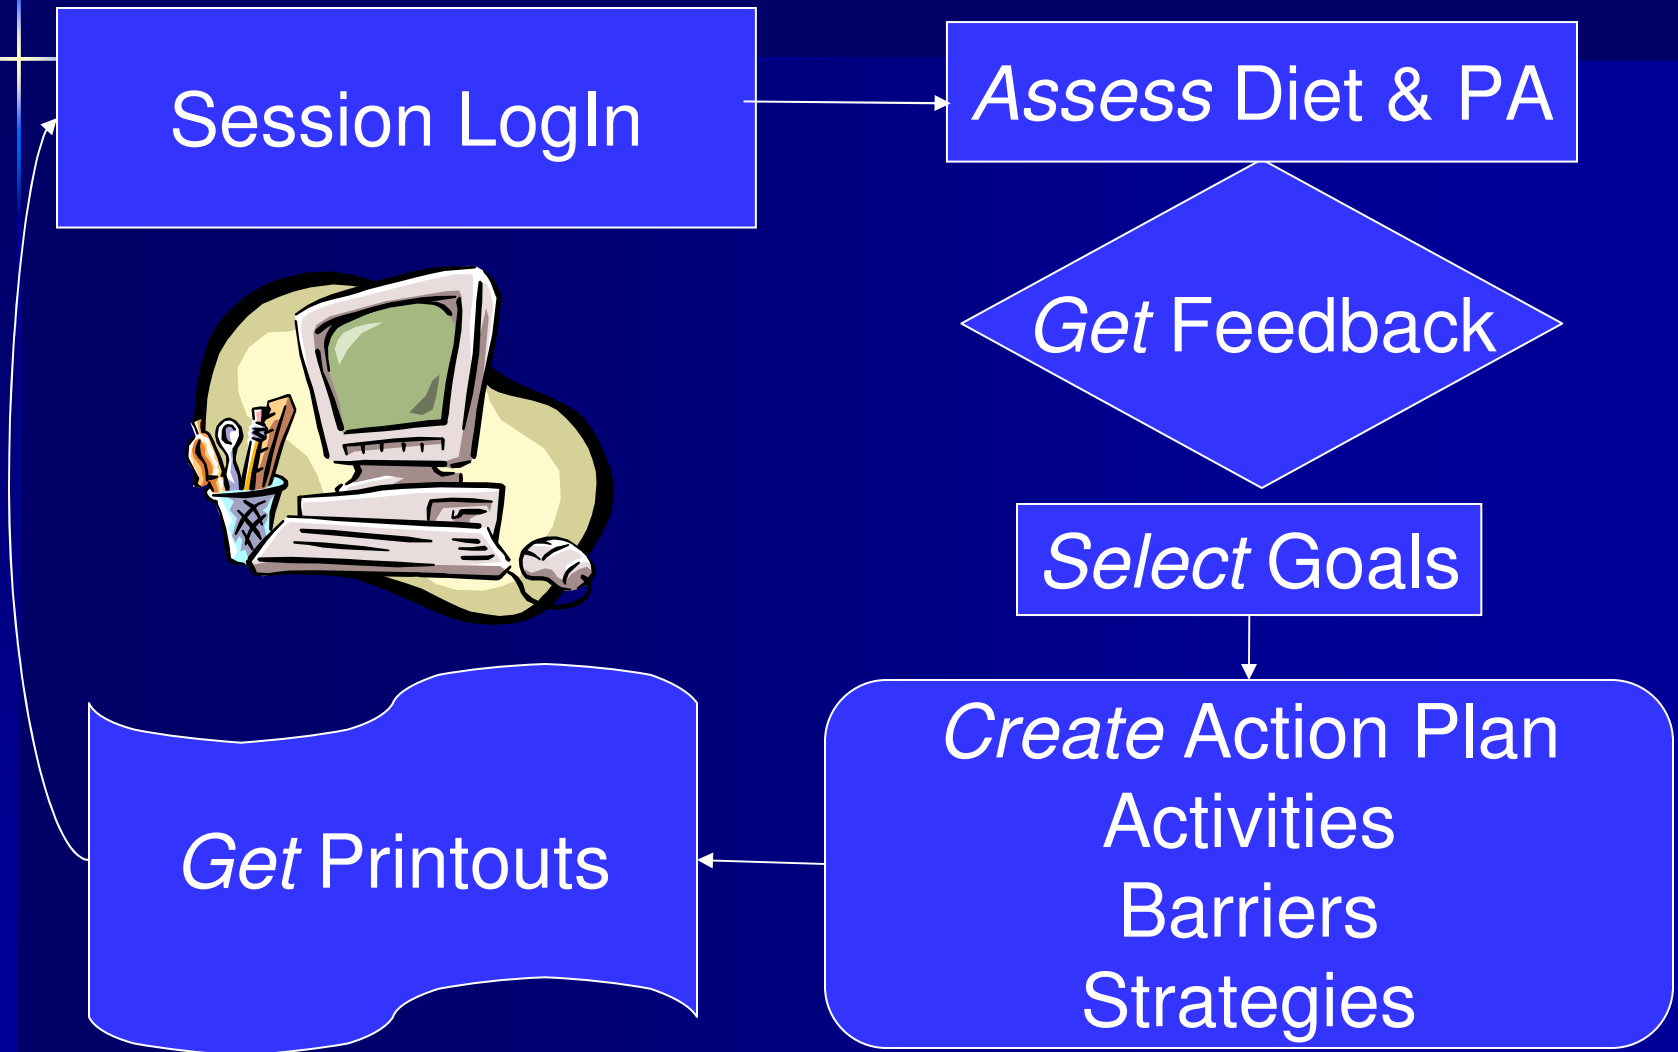 Session LogIn
Assess Diet & PA
Get Feedback
Select Goals
Create Action Plan
Activities
Barriers
Strategies
Get Printouts